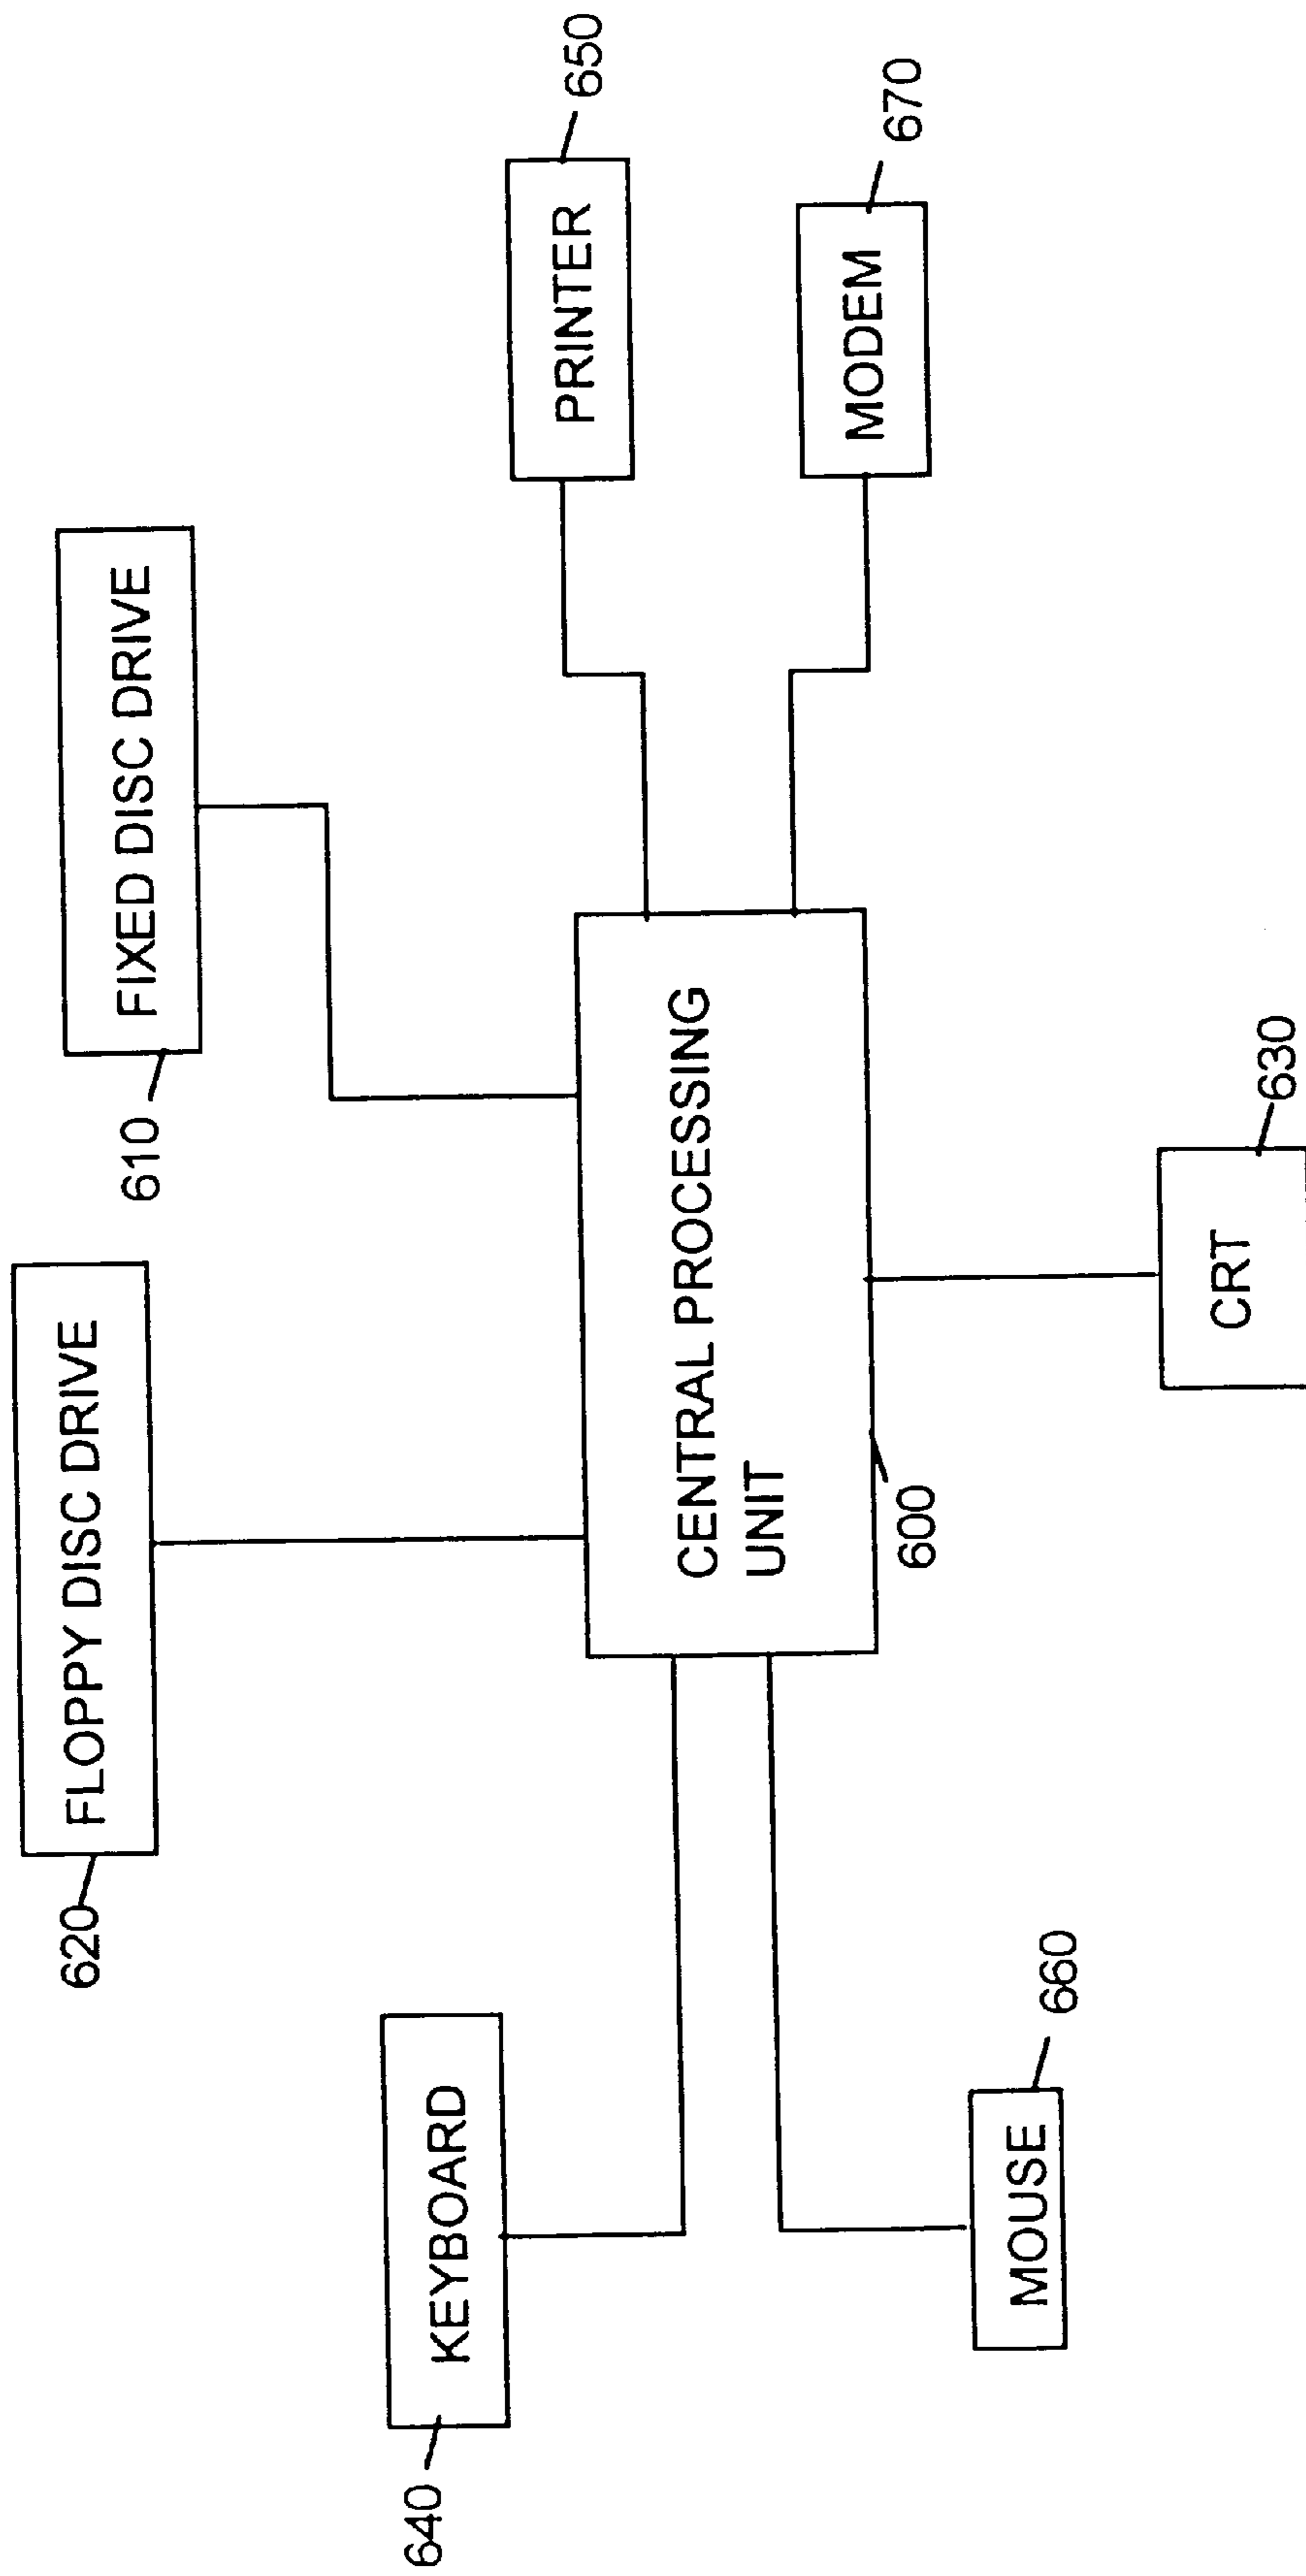 FLOPPY DISC DRIVE
620
FIXED DISC DRIVE
610
KEYBOARD
640
PRINTER
650
CENTRAL PROCESSING
UNIT
600
MODEM
670
MOUSE
660
CRT
630